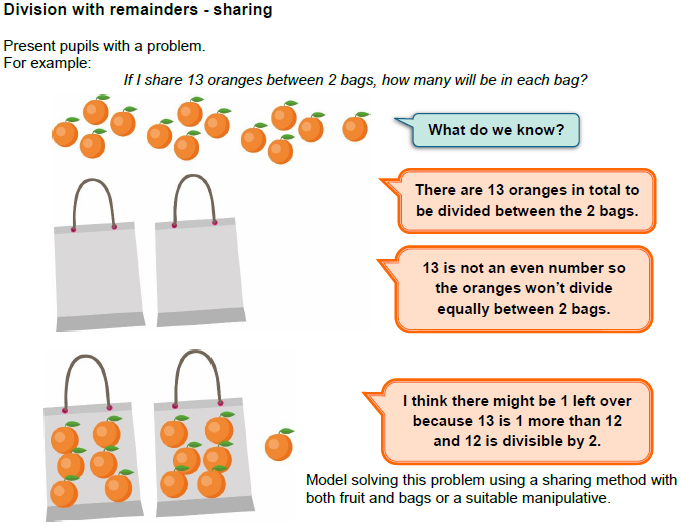 Division with remainders - sharing
Present pupils with a problem.
For example:
If I share 13 oranges between 2 bags, how many will be in each bag?
What do we know?
There are 13 oranges in total to
be divided between the 2 bags.
13 is not an even number so
the oranges won't divide
equally between 2 bags.
I think there might be 1 left over
because 13 is 1 more than 12
and 12 is divisible by 2.
Model solving this problem using a sharing method with
both fruit and bags or a suitable manipulative.